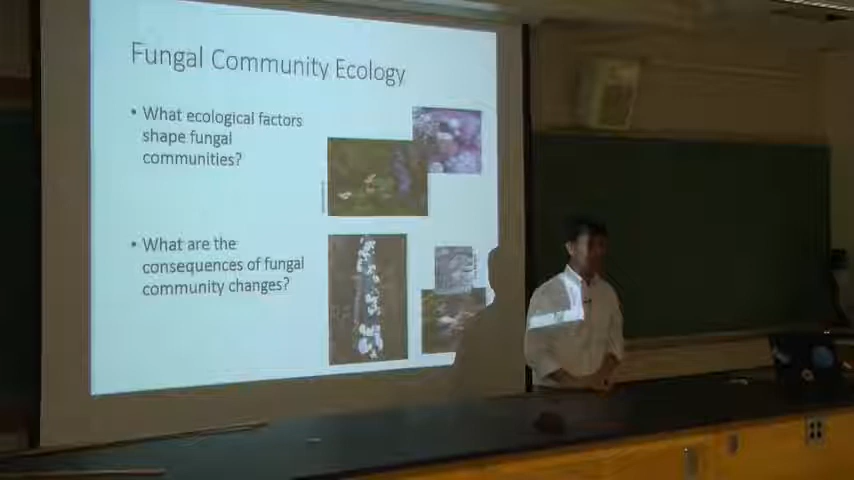 Fungal Community Ecology
• What ecological factors
shape fungal
communities?
• What are the
consequences of fungal
community changes?